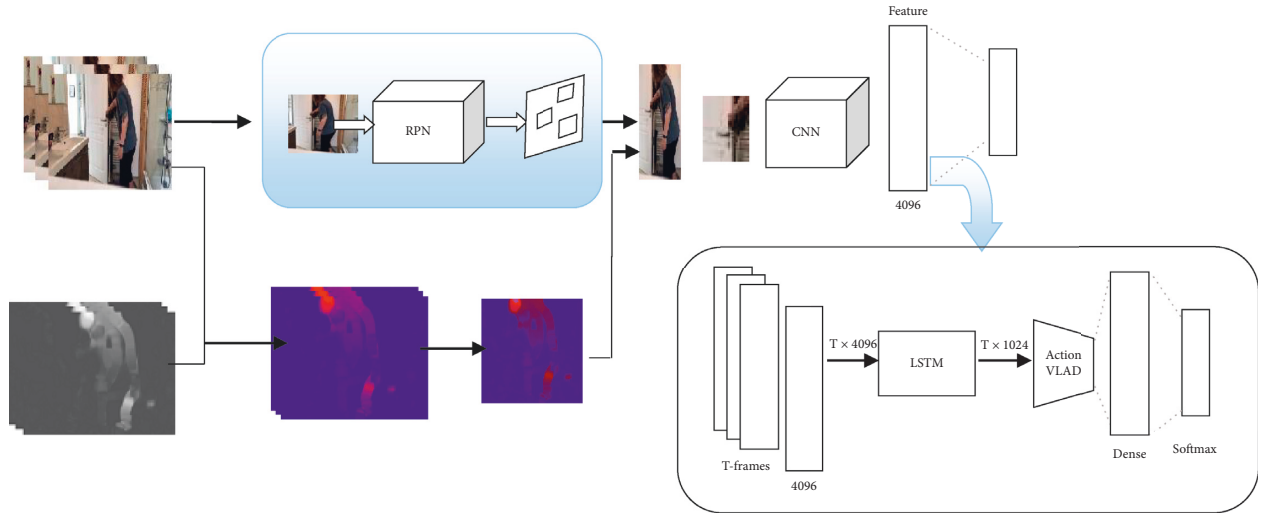 Feature
RPN
CNN
4096
T × 4096
T × 1024
LSTM
Action
VLAD
T-frames
4096
Dense
Softmax